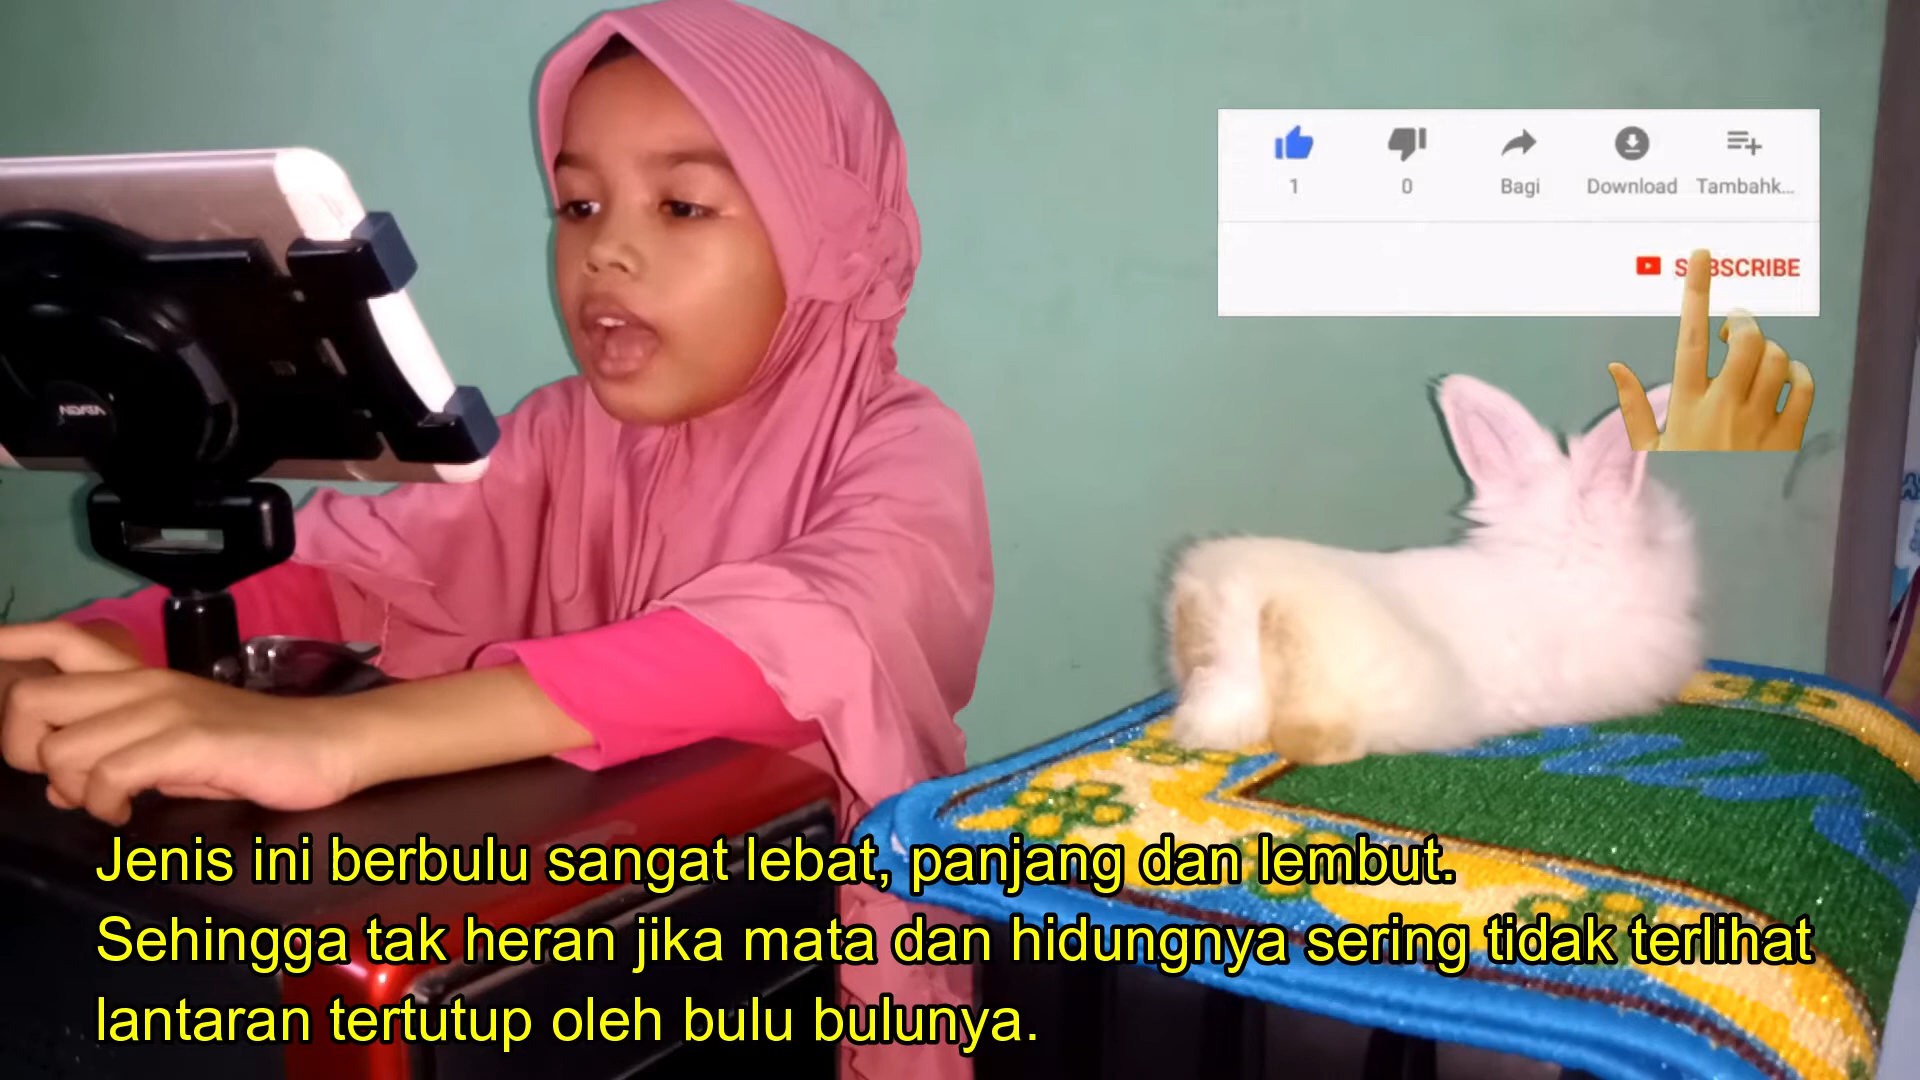 1 0 Bagi Download Tambahk...
SUBSCRIBE
Jenis ini berbulu sangat lebat, panjang dan lembut.
Sehingga tak heran jika mata dan hidungnya sering tidak terlihat
lantaran tertutup oleh bulu bulunya.